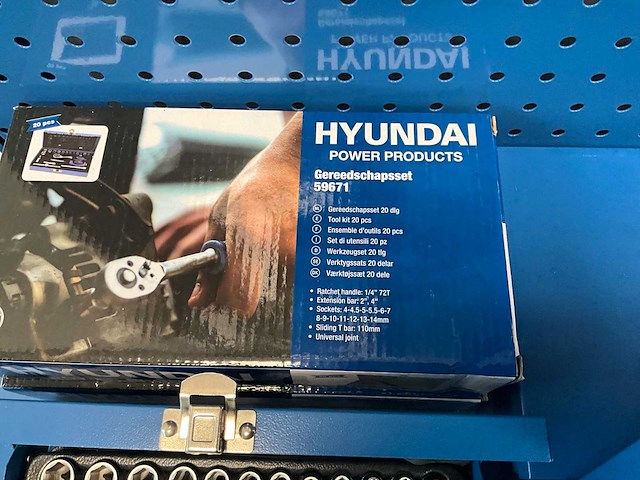 20 pcs
HYUNDAI
POWER PRODUCTS
Gereedschapsset
59671
NL Gereedschapsset 20 dlg
E Tool kit 20 pcs
F Ensemble d'outils 20 pcs
I Set di utensili 20 pz
D Werkzeugset 20 tlg
SE Verktygssats 20 delar
DK Værktøjssæt 20 dele
• Ratchet handle: 1/4" 72T
• Extension bar: 2", 4"
• Sockets: 4-4.5-5-5.5-6-7
8-9-10-11-12-13-14mm
• Sliding T bar: 110mm
• Universal joint
HYUNDAI